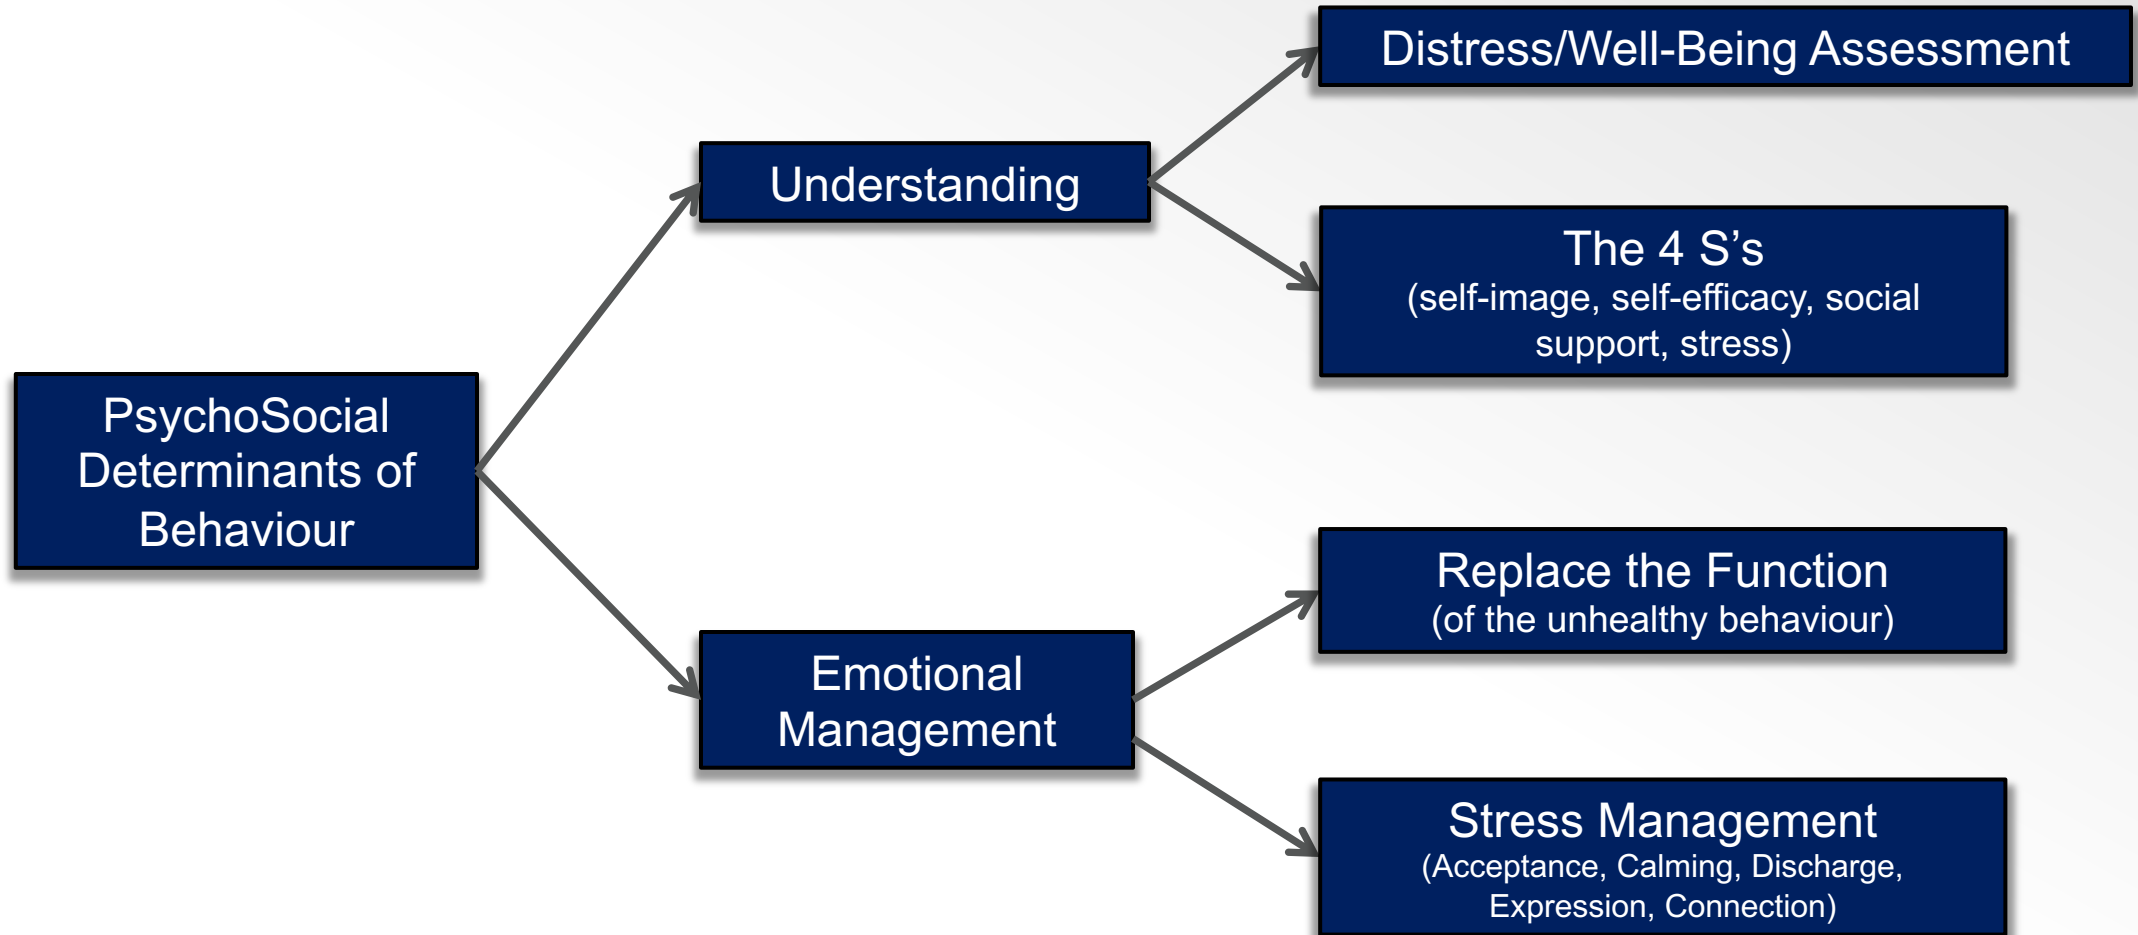 Distress/Well-Being Assessment
Understanding
The 4 S’s
(self-image, self-efficacy, social
support, stress)
PsychoSocial
Determinants of
Behaviour
Replace the Function
(of the unhealthy behaviour)
Emotional
Management
Stress Management
(Acceptance, Calming, Discharge,
Expression, Connection)